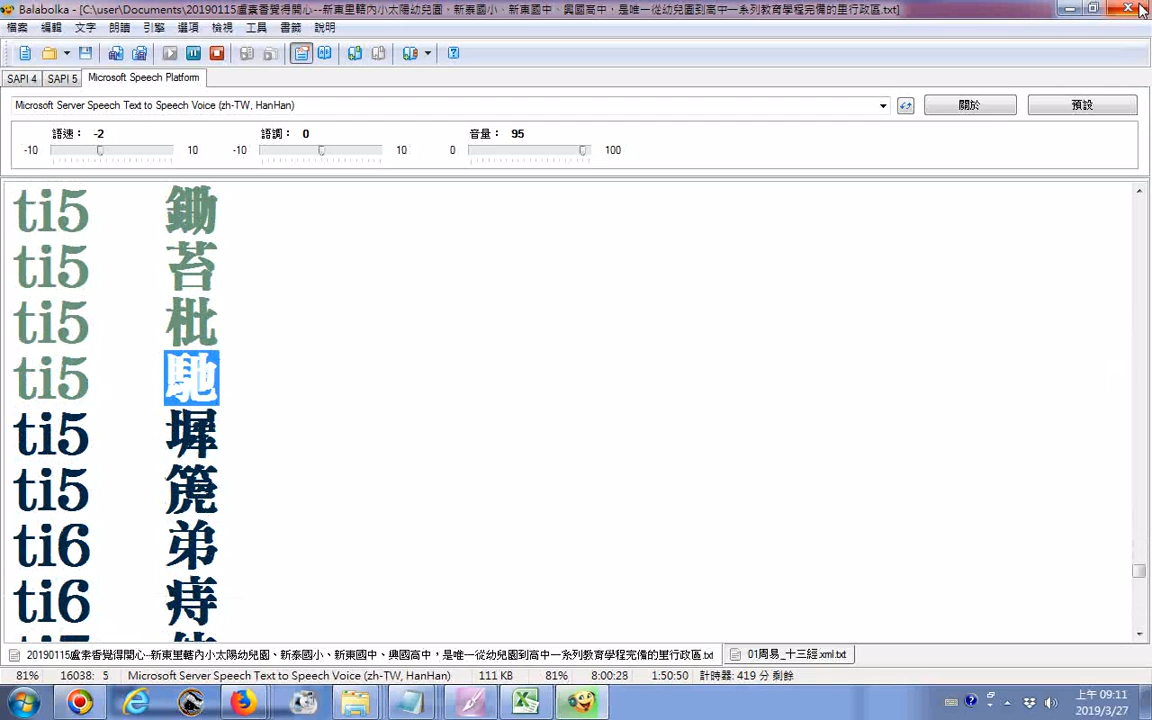 Balabolka - [C:\user\Documents\20190115盧素香覺得開心--新東里轄內小太陽幼兒園、新泰國小、新東國中、興國高中，是唯一從幼兒園到高中一系列教育學程完備的里行政區.txt]
檔案 編輯 文字 朗讀 引擎 選項 檢視 工具 書籤 說明
SAPI 4 SAPI 5 Microsoft Speech Platform
Microsoft Server Speech Text to Speech Voice (zh-TW, HanHan) 關於 預設
語速： -2 語調： 0 音量： 95
-10 10 -10 10 0 100
ti5 鋤
ti5 苔
ti5 枇
ti5 馳
ti5 墀
ti5 篪
ti6 弟
ti6 痔
20190115盧素香覺得開心--新東里轄內小太陽幼兒園、新泰國小、新東國中、興國高中，是唯一從幼兒園到高中一系列教育學程完備的里行政區.txt 01周易_十三經.xml.txt
81% 16038: 5 Microsoft Server Speech Text to Speech Voice (zh-TW, HanHan) 111 KB 81% 8:00:28 1:50:50 計時器: 419 分 剩餘
上午 09:11
2019/3/27